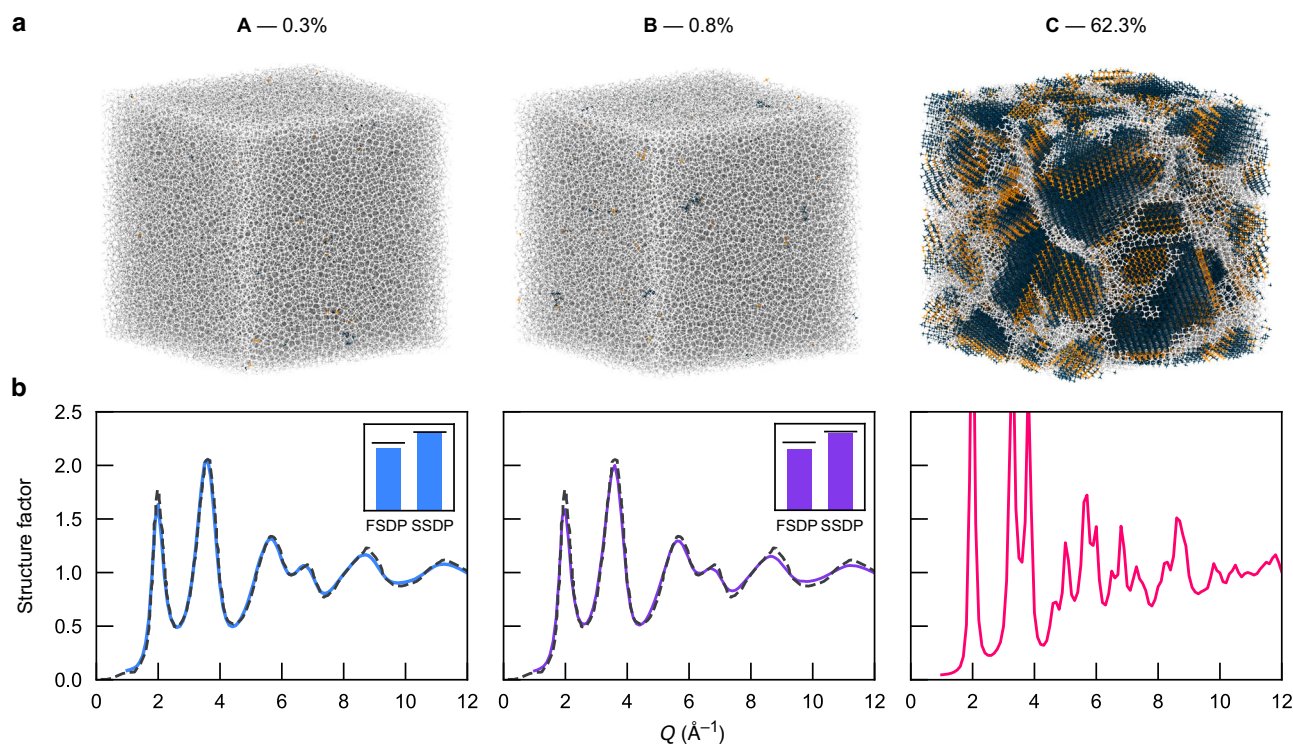 a
A — 0.3%
B — 0.8%
C — 62.3%
b
Structure factor
2.5
2.0
1.5
1.0
0.5
0.0
FSDP SSDP
FSDP SSDP
0 2 4 6 8 10 12
0 2 4 6 8 10 12
0 2 4 6 8 10 12
Q (Å⁻¹)